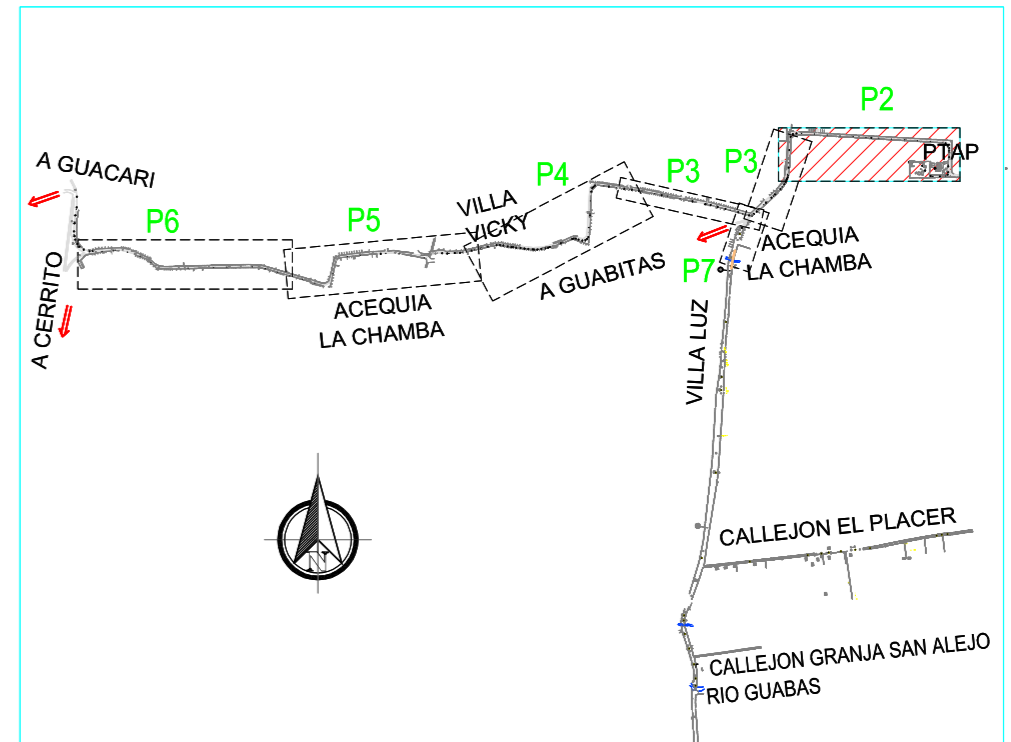 P2
PTAP
P3
P3
P4
A GUACARI
VILLA
VICKY
P5
P6
ACEQUIA
LA CHAMBA
A GUABITAS
P7
A CERRITO
ACEQUIA
LA CHAMBA
VILLA LUZ
N
CALLEJON EL PLACER
CALLEJON GRANJA SAN ALEJO
RIO GUABAS